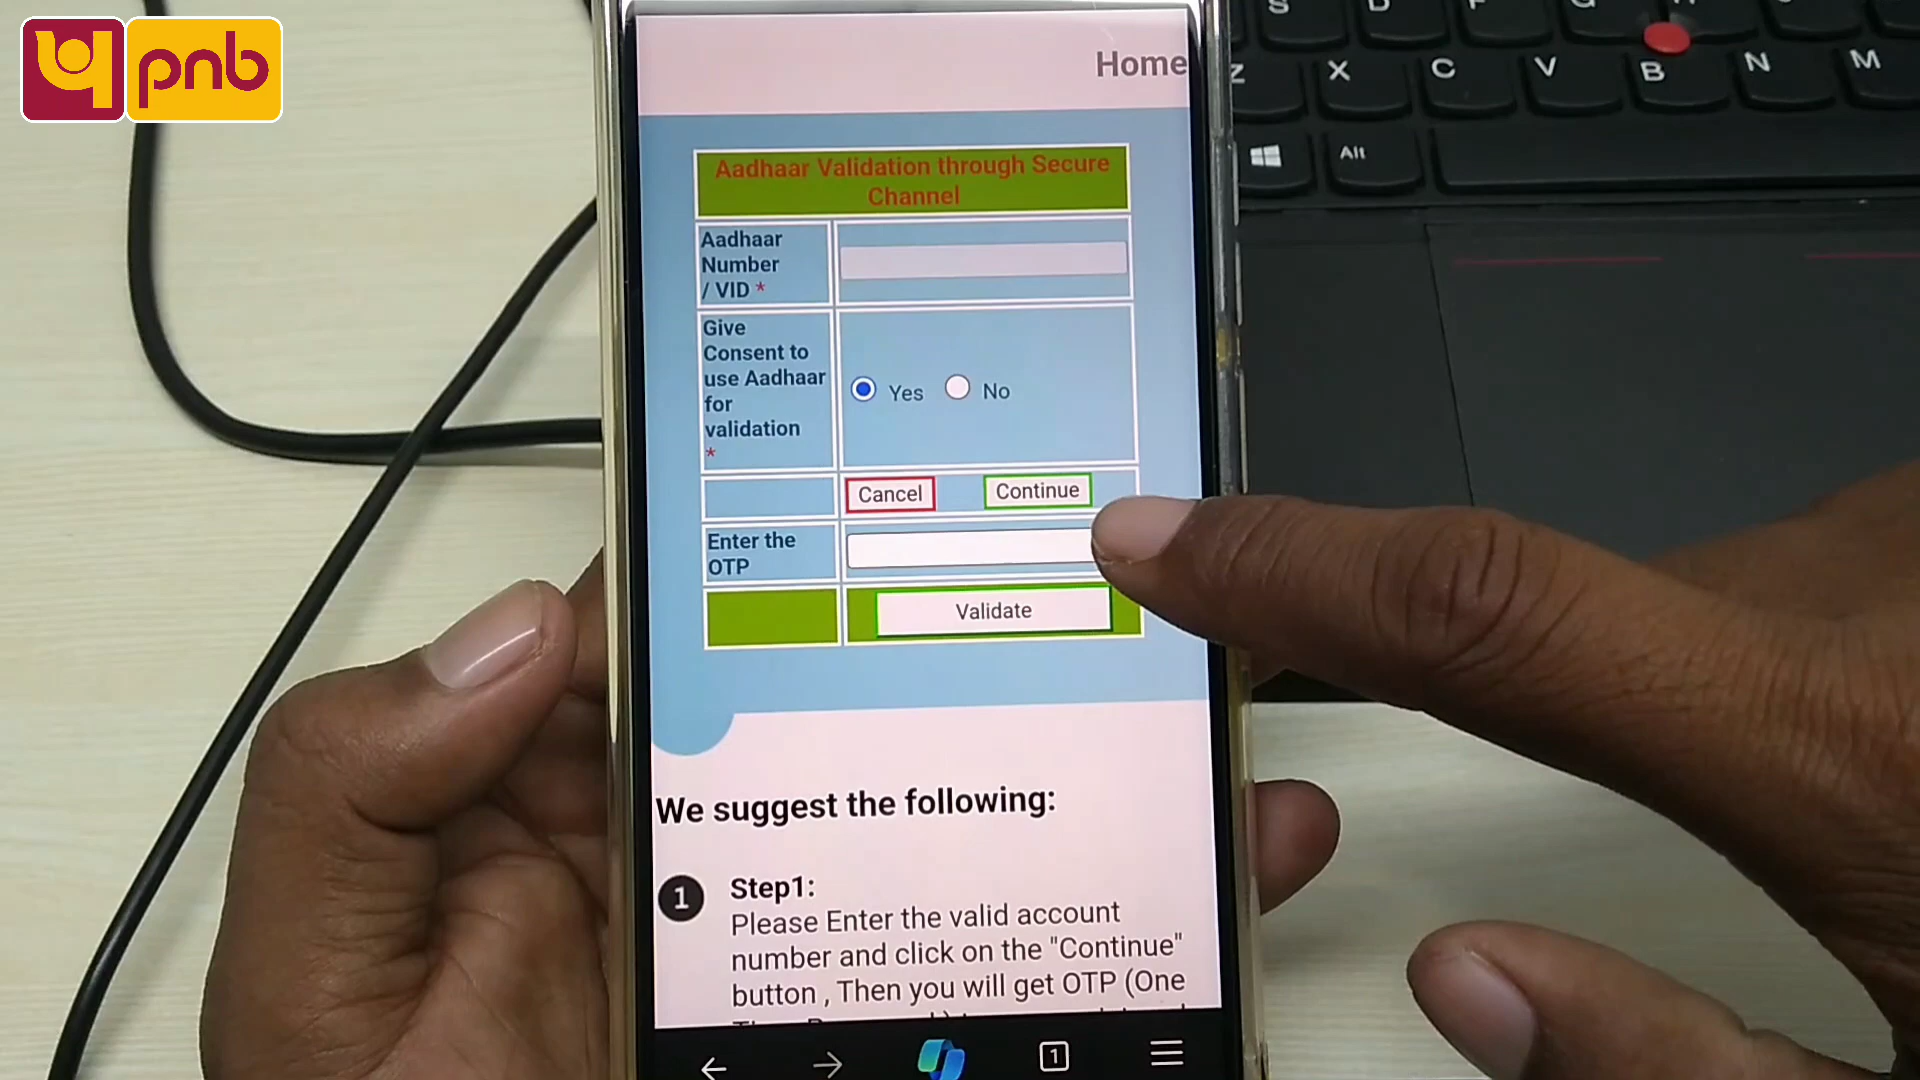 pnb
S D F G
Z X C V B N M
Alt
Home
Aadhaar Validation through Secure
Channel
Aadhaar
Number
/ VID *
Give
Consent to
use Aadhaar
for
validation
*
Yes No
Cancel Continue
Enter the
OTP
Validate
We suggest the following:
1 Step1:
Please Enter the valid account
number and click on the "Continue"
button , Then you will get OTP (One
1